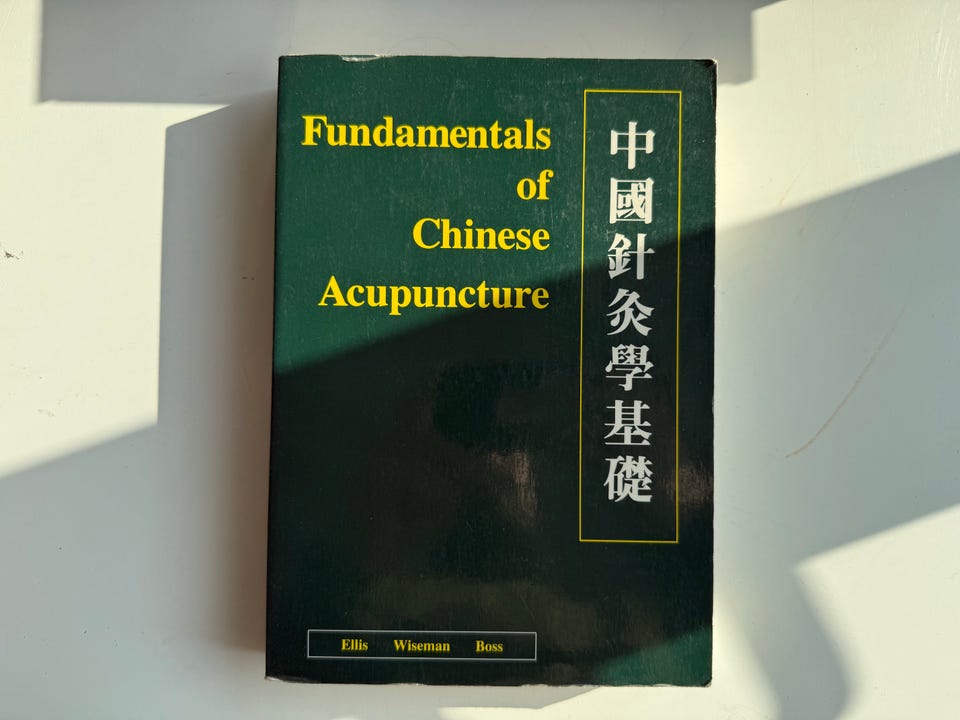 Fundamentals
of
Chinese
Acupuncture
中國針灸學基礎
Ellis Wiseman Boss